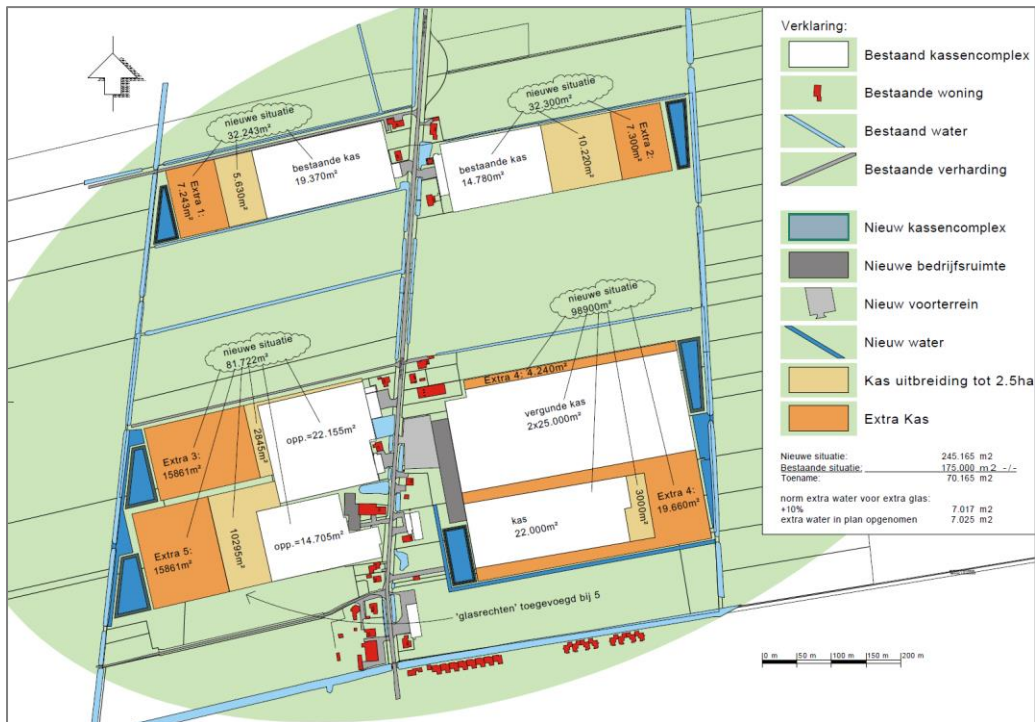 nieuwe situatie
32.243m²
Extra 1:
7.243m²
5.630m²
bestaande kas
19.370m²
nieuwe situatie
32.300m²
bestaande kas
14.780m²
10.220m²
Extra 2:
7.300m²
nieuwe situatie
81.722m²
Extra 3:
15861m²
2845m²
opp.=22.155m²
Extra 5:
15861m²
10295m²
opp.=14.705m²
nieuwe situatie
98900m²
Extra 4: 4.240m²
vergunde kas
2x25.000m²
kas
22.000m²
3000m²
Extra 4:
19.660m²
'glasrechten' toegevoegd bij 5
Verklaring:
Bestaand kassencomplex
Bestaande woning
Bestaand water
Bestaande verharding
Nieuw kassencomplex
Nieuwe bedrijfsruimte
Nieuw voorterrein
Nieuw water
Kas uitbreiding tot 2.5ha
Extra Kas
Nieuwe situatie: 245.165 m2
Bestaande situatie: 175.000 m2 -/-
Toename: 70.165 m2
norm extra water voor extra glas:
+10% 7.017 m2
extra water in plan opgenomen 7.025 m2
0 m 50 m 100 m 150 m 200 m